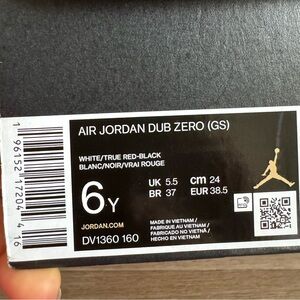 AIR JORDAN DUB ZERO (GS)
WHITE/TRUE RED-BLACK
BLANC/NOIR/VRAI ROUGE
6Y
UK 5.5
cm 24
BR 37
EUR 38.5
JORDAN.COM
DV1360 160
MADE IN VIETNAM /
FABRIQUÉ AU VIETNAM /
FABRICADO NO VIETNÃ /
HECHO EN VIETNAM
1 96152 17204 4 16